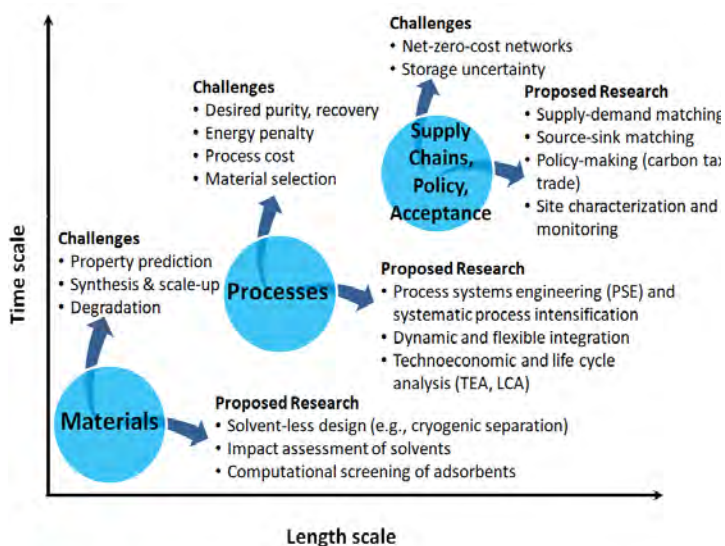 Challenges
• Net-zero-cost networks
• Storage uncertainty
Proposed Research
• Supply-demand matching
• Source-sink matching
• Policy-making (carbon tax
trade)
• Site characterization and
monitoring
Supply
Chains,
Policy,
Acceptance
Challenges
• Desired purity, recovery
• Energy penalty
• Process cost
• Material selection
Processes
Proposed Research
• Process systems engineering (PSE) and
systematic process intensification
• Dynamic and flexible integration
• Technoeconomic and life cycle
analysis (TEA, LCA)
Challenges
• Property prediction
• Synthesis & scale-up
• Degradation
Materials
Proposed Research
• Solvent-less design (e.g., cryogenic separation)
• Impact assessment of solvents
• Computational screening of adsorbents
Time scale
Length scale